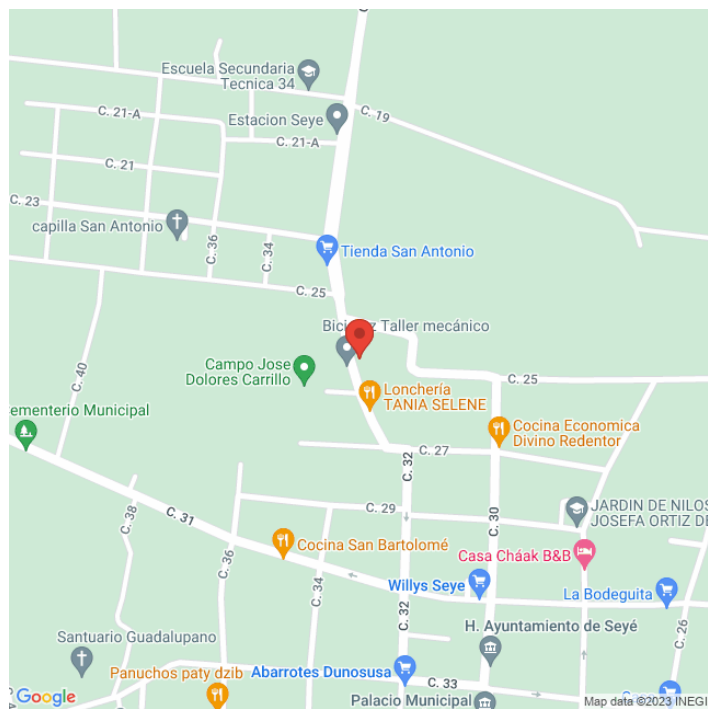 Escuela Secundaria
Tecnica 34
C. 19
C. 21-A
Estacion Seye
C. 21-A
C. 21
C. 23
capilla San Antonio
C. 36
C. 34
Tienda San Antonio
C. 25
Taller mecánico
C. 40
Campo Jose
Dolores Carrillo
C. 25
Lonchería
TANIA SELENE
Cocina Economica
Divino Redentor
ementerio Municipal
C. 27
C. 32
C. 30
C. 38
C. 31
C. 29
JARDIN DE NILOS
JOSEFA ORTIZ DE
C. 36
Cocina San Bartolomé
Casa Cháak B&B
C. 34
Willys Seye
La Bodeguita
C. 32
C. 26
H. Ayuntamiento de Seyé
Santuario Guadalupano
Panuchos paty dzib
Abarrotes Dunosusa
C. 33
Palacio Municipal
Google
Map data ©2023 INEGI